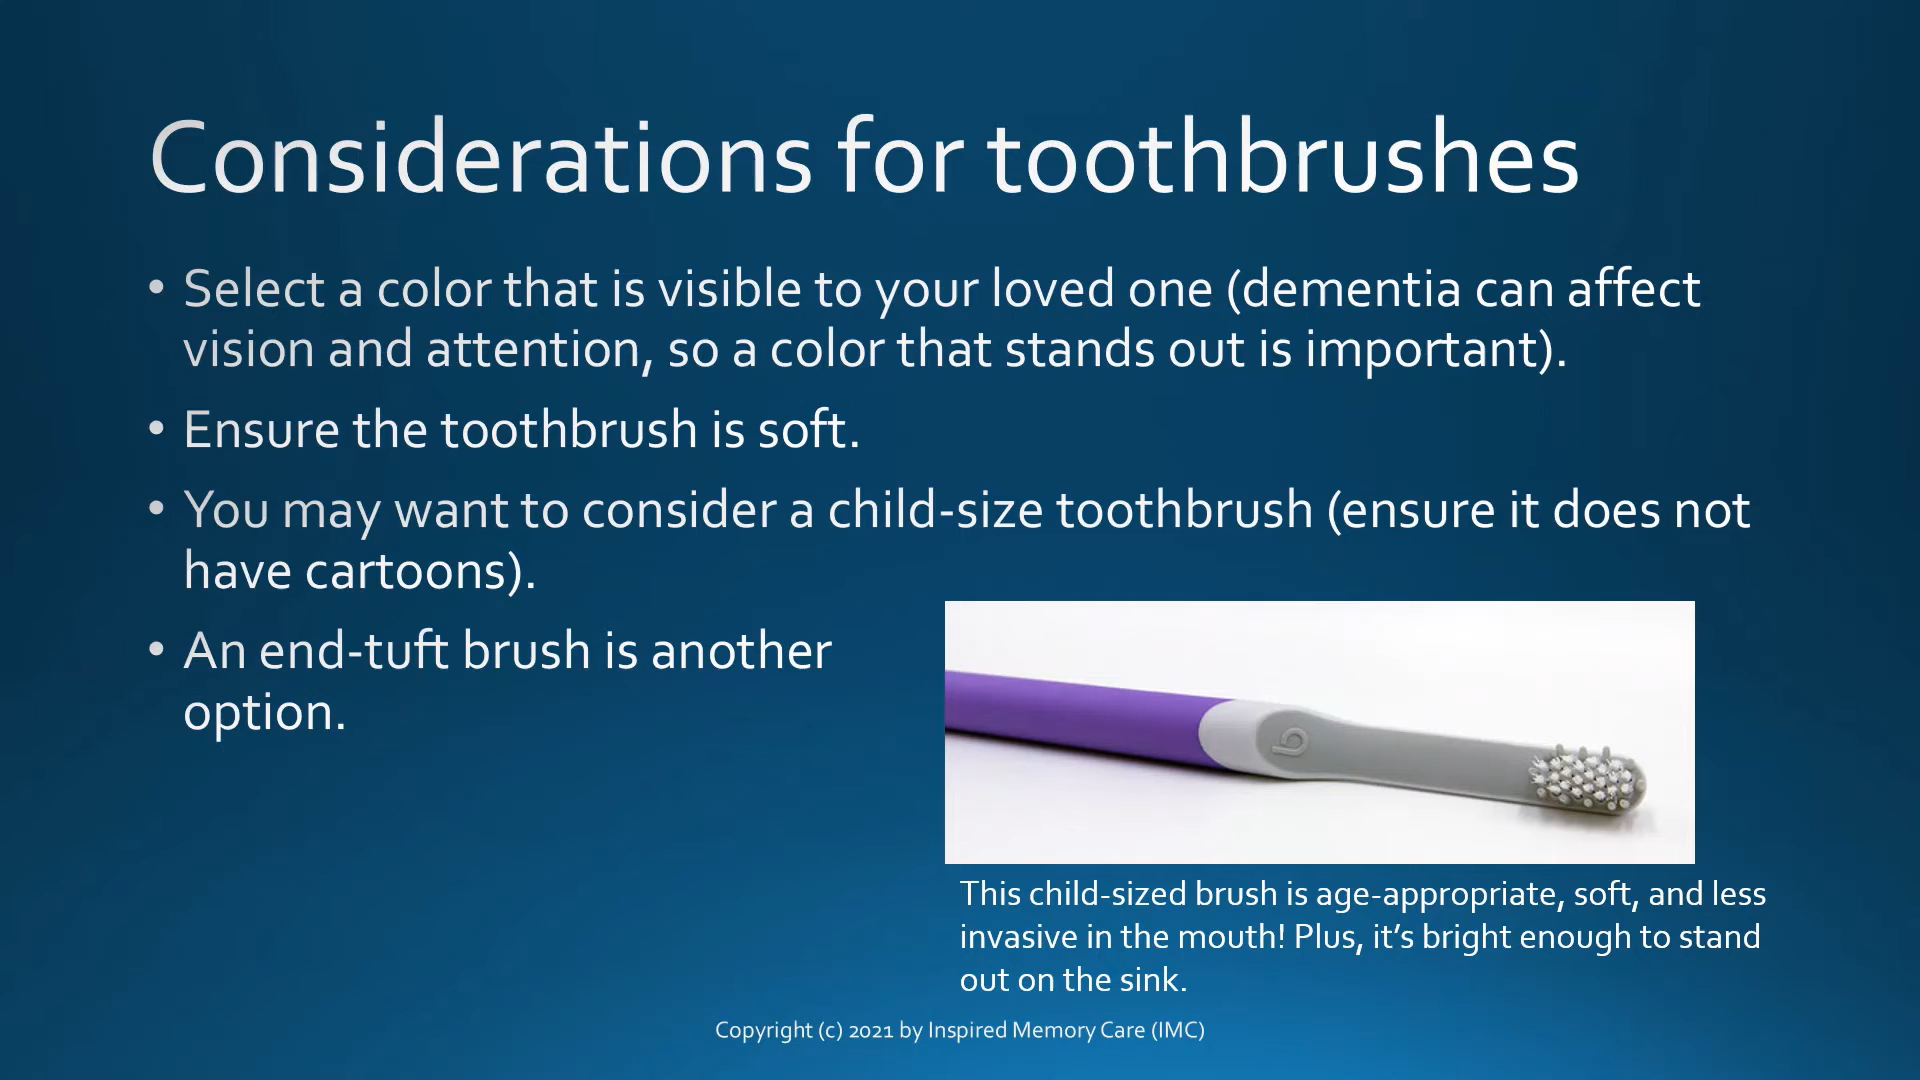 Considerations for toothbrushes
• Select a color that is visible to your loved one (dementia can affect
vision and attention, so a color that stands out is important).
• Ensure the toothbrush is soft.
• You may want to consider a child-size toothbrush (ensure it does not
have cartoons).
• An end-tuft brush is another
option.
This child-sized brush is age-appropriate, soft, and less
invasive in the mouth! Plus, it’s bright enough to stand
out on the sink.
Copyright (c) 2021 by Inspired Memory Care (IMC)